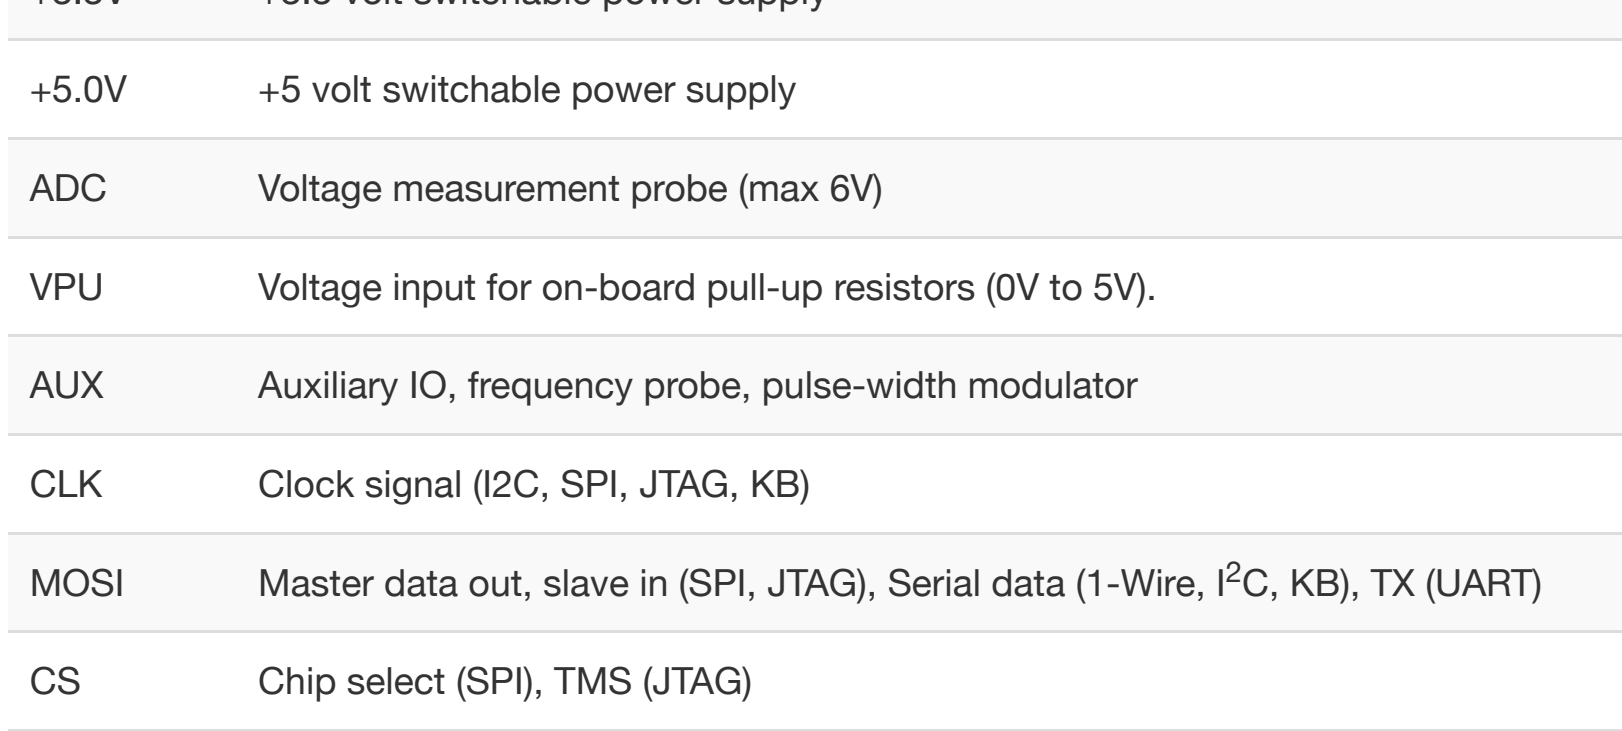 +5.0V +5 volt switchable power supply
ADC Voltage measurement probe (max 6V)
VPU Voltage input for on-board pull-up resistors (0V to 5V).
AUX Auxiliary IO, frequency probe, pulse-width modulator
CLK Clock signal (I2C, SPI, JTAG, KB)
MOSI Master data out, slave in (SPI, JTAG), Serial data (1-Wire, I²C, KB), TX (UART)
CS Chip select (SPI), TMS (JTAG)